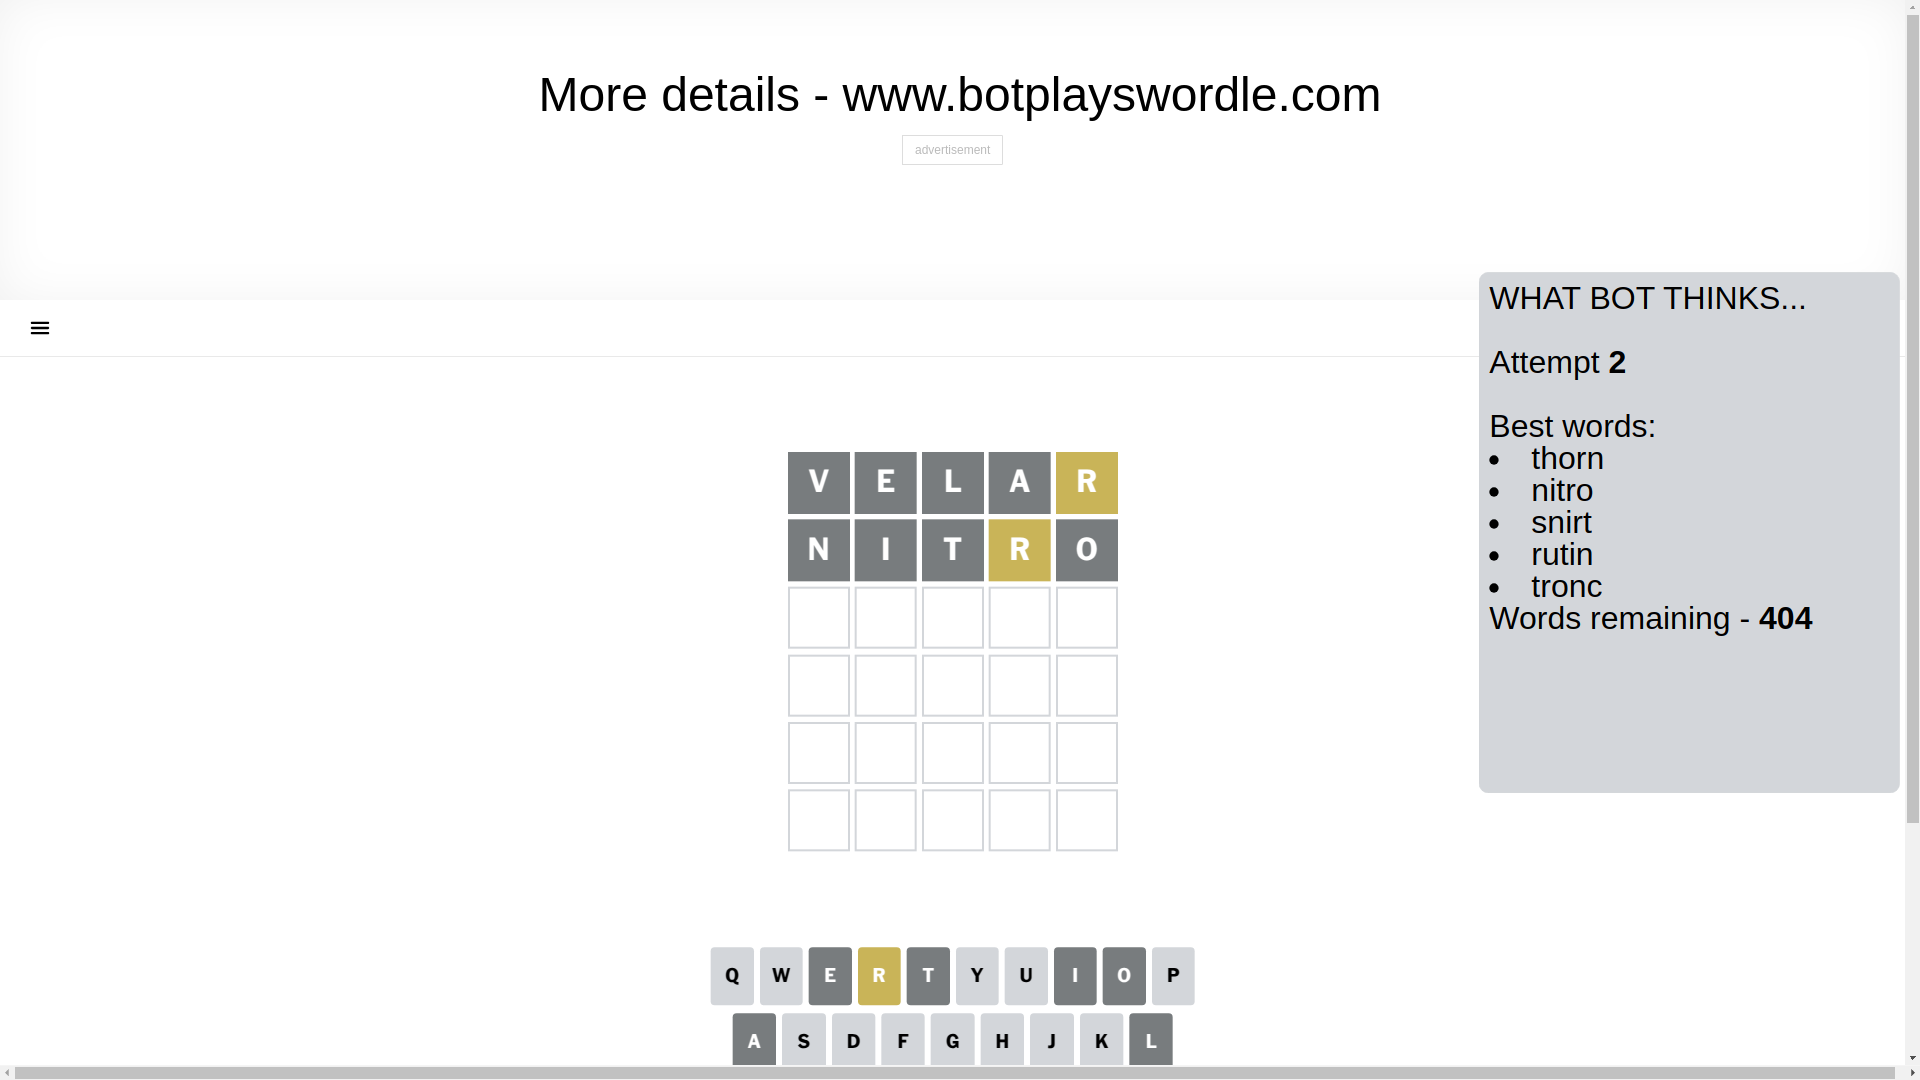 More details - www.botplayswordle.com
advertisement
WHAT BOT THINKS...
Attempt 2
Best words:
• thorn
• nitro
• snirt
• rutin
• tronc
Words remaining - 404
V E L A R
N I T R O
Q W E R T Y U I O P
A S D F G H J K L